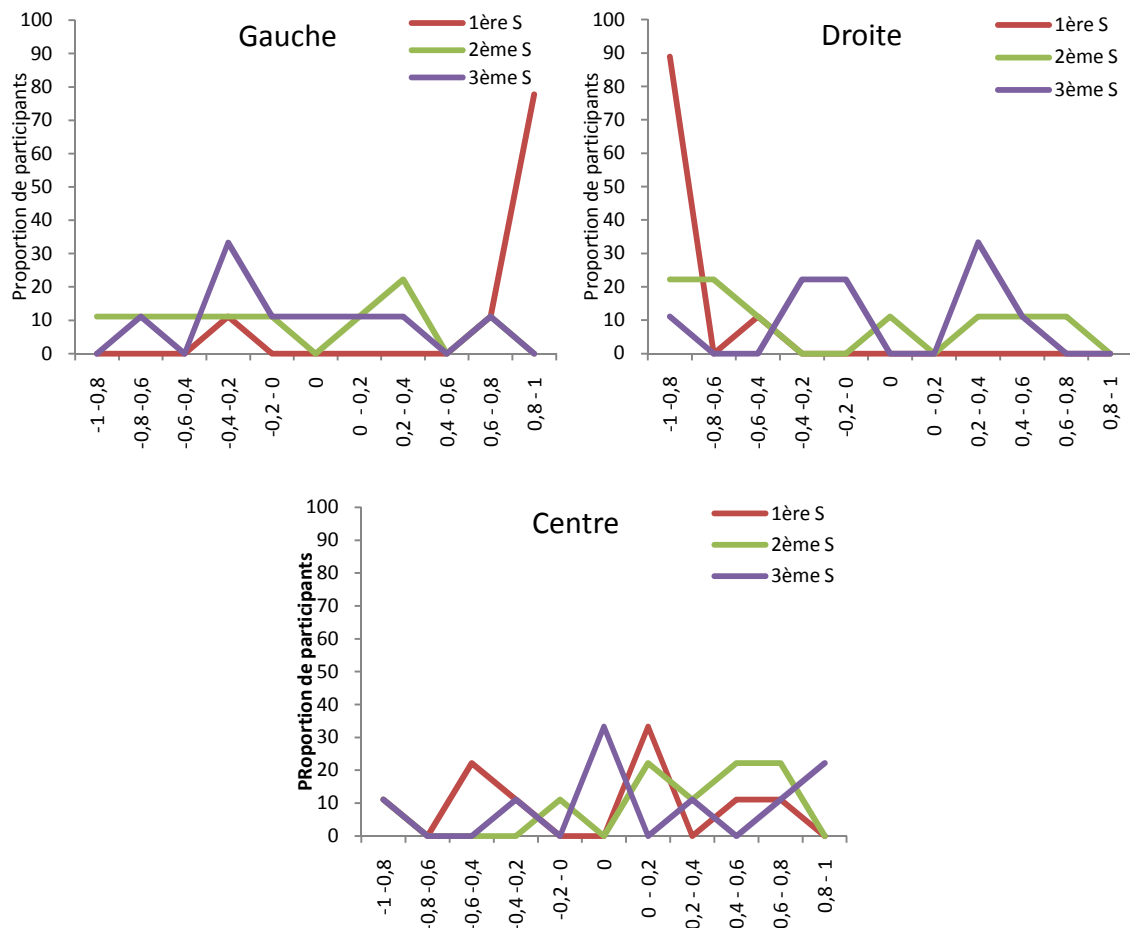 Gauche
Proportion de participants
100
90
80
70
60
50
40
30
20
10
0
1ère S
2ème S
3ème S
-1 -0,8
-0,8 -0,6
-0,6 -0,4
-0,4 -0,2
-0,2 - 0
0
0 - 0,2
0,2 - 0,4
0,4 - 0,6
0,6 - 0,8
0,8 - 1
Droite
Proportion de participants
100
90
80
70
60
50
40
30
20
10
0
1ère S
2ème S
3ème S
-1 -0,8
-0,8 -0,6
-0,6 -0,4
-0,4 -0,2
-0,2 - 0
0
0 - 0,2
0,2 - 0,4
0,4 - 0,6
0,6 - 0,8
0,8 - 1
Centre
PRoportion de participants
100
90
80
70
60
50
40
30
20
10
0
1ère S
2ème S
3ème S
-1 -0,8
-0,8 -0,6
-0,6 -0,4
-0,4 -0,2
-0,2 - 0
0
0 - 0,2
0,2 - 0,4
0,4 - 0,6
0,6 - 0,8
0,8 - 1